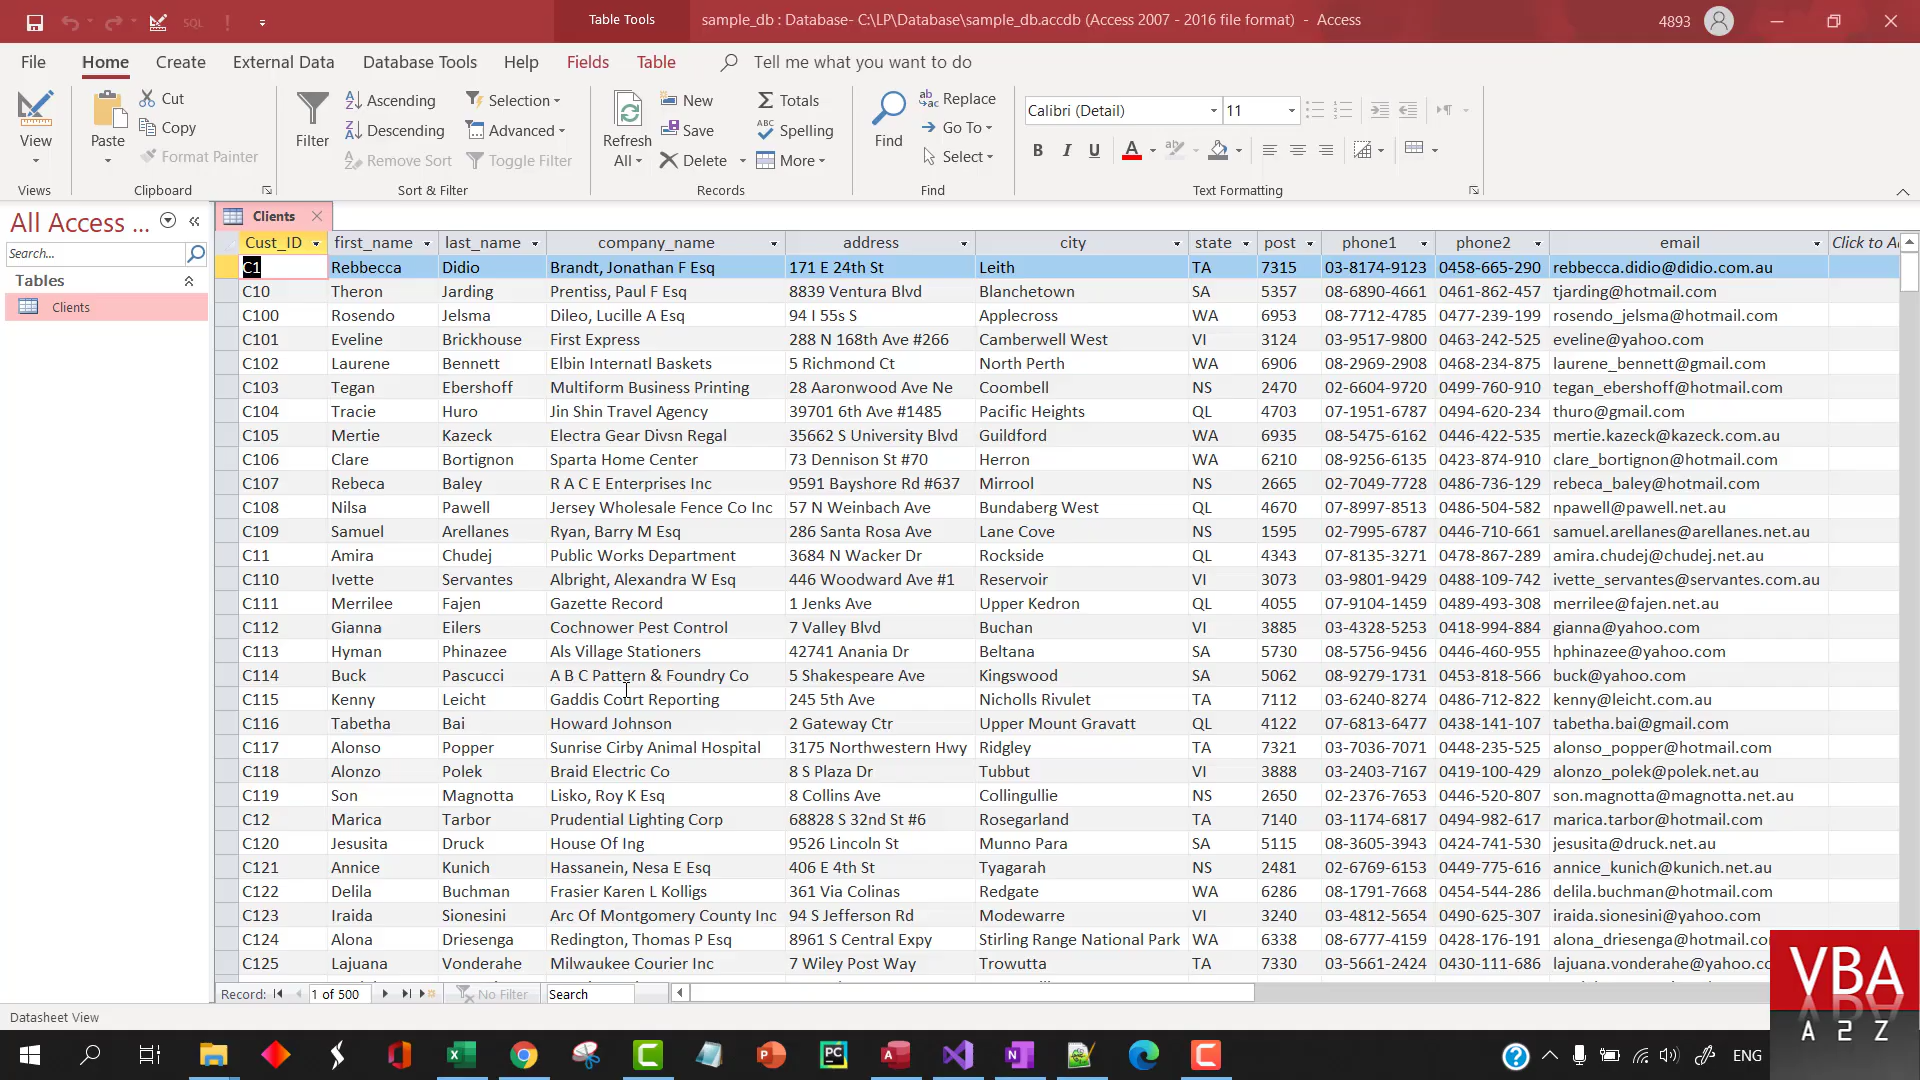 SQL
Table Tools
sample_db : Database- C:\LP\Database\sample_db.accdb (Access 2007 - 2016 file format) - Access
4893
File Home Create External Data Database Tools Help Fields Table Tell me what you want to do
View
Views
Paste
Cut
Copy
Format Painter
Clipboard
Filter
Ascending
Descending
Remove Sort
Selection
Advanced
Toggle Filter
Sort & Filter
Refresh
All
New
Save
Delete
Totals
Spelling
More
Records
Find
Replace
Go To
Select
Find
Calibri (Detail) 11
B I U A
Text Formatting
All Access ...
Search...
Tables
Clients
Clients
Cust_ID first_name last_name company_name address city state post phone1 phone2 email Click to A
C1 Rebbecca Didio Brandt, Jonathan F Esq 171 E 24th St Leith TA 7315 03-8174-9123 0458-665-290 rebbecca.didio@didio.com.au
C10 Theron Jarding Prentiss, Paul F Esq 8839 Ventura Blvd Blanchetown SA 5357 08-6890-4661 0461-862-457 tjarding@hotmail.com
C100 Rosendo Jelsma Dileo, Lucille A Esq 94 I 55s S Applecross WA 6953 08-7712-4785 0477-239-199 rosendo_jelsma@hotmail.com
C101 Eveline Brickhouse First Express 288 N 168th Ave #266 Camberwell West VI 3124 03-9517-9800 0463-242-525 eveline@yahoo.com
C102 Laurene Bennett Elbin Internatl Baskets 5 Richmond Ct North Perth WA 6906 08-2969-2908 0468-234-875 laurene_bennett@gmail.com
C103 Tegan Ebershoff Multiform Business Printing 28 Aaronwood Ave Ne Coombell NS 2470 02-6604-9720 0499-760-910 tegan_ebershoff@hotmail.com
C104 Tracie Huro Jin Shin Travel Agency 39701 6th Ave #1485 Pacific Heights QL 4703 07-1951-6787 0494-620-234 thuro@gmail.com
C105 Mertie Kazeck Electra Gear Divsn Regal 35662 S University Blvd Guildford WA 6935 08-5475-6162 0446-422-535 mertie.kazeck@kazeck.com.au
C106 Clare Bortignon Sparta Home Center 73 Dennison St #70 Herron WA 6210 08-9256-6135 0423-874-910 clare_bortignon@hotmail.com
C107 Rebeca Baley R A C E Enterprises Inc 9591 Bayshore Rd #637 Mirrool NS 2665 02-7049-7728 0486-736-129 rebeca_baley@hotmail.com
C108 Nilsa Pawell Jersey Wholesale Fence Co Inc 57 N Weinbach Ave Bundaberg West QL 4670 07-8997-8513 0486-504-582 npawell@pawell.net.au
C109 Samuel Arellanes Ryan, Barry M Esq 286 Santa Rosa Ave Lane Cove NS 1595 02-7995-6787 0446-710-661 samuel.arellanes@arellanes.net.au
C11 Amira Chudej Public Works Department 3684 N Wacker Dr Rockside QL 4343 07-8135-3271 0478-867-289 amira.chudej@chudej.net.au
C110 Ivette Servantes Albright, Alexandra W Esq 446 Woodward Ave #1 Reservoir VI 3073 03-9801-9429 0488-109-742 ivette_servantes@servantes.com.au
C111 Merrilee Fajen Gazette Record 1 Jenks Ave Upper Kedron QL 4055 07-9104-1459 0489-493-308 merrilee@fajen.net.au
C112 Gianna Eilers Cochnower Pest Control 7 Valley Blvd Buchan VI 3885 03-4328-5253 0418-994-884 gianna@yahoo.com
C113 Hyman Phinazee Als Village Stationers 42741 Anania Dr Beltana SA 5730 08-5756-9456 0446-460-955 hphinazee@yahoo.com
C114 Buck Pascucci A B C Pattern & Foundry Co 5 Shakespeare Ave Kingswood SA 5062 08-9279-1731 0453-818-566 buck@yahoo.com
C115 Kenny Leicht Gaddis Court Reporting 245 5th Ave Nicholls Rivulet TA 7112 03-6240-8274 0486-712-822 kenny@leicht.com.au
C116 Tabetha Bai Howard Johnson 2 Gateway Ctr Upper Mount Gravatt QL 4122 07-6813-6477 0438-141-107 tabetha.bai@gmail.com
C117 Alonso Popper Sunrise Cirby Animal Hospital 3175 Northwestern Hwy Ridgley TA 7321 03-7036-7071 0448-235-525 alonso_popper@hotmail.com
C118 Alonzo Polek Braid Electric Co 8 S Plaza Dr Tubbut VI 3888 03-2403-7167 0419-100-429 alonzo_polek@polek.net.au
C119 Son Magnotta Lisko, Roy K Esq 8 Collins Ave Collingullie NS 2650 02-2376-7653 0446-520-807 son.magnotta@magnotta.net.au
C12 Marica Tarbor Prudential Lighting Corp 68828 S 32nd St #6 Rosegarland TA 7140 03-1174-6817 0494-982-617 marica.tarbor@hotmail.com
C120 Jesusita Druck House Of Ing 9526 Lincoln St Munno Para SA 5115 08-3605-3943 0424-741-530 jesusita@druck.net.au
C121 Annice Kunich Hassanein, Nesa E Esq 406 E 4th St Tyagarah NS 2481 02-6769-6153 0449-775-616 annice_kunich@kunich.net.au
C122 Delila Buchman Frasier Karen L Kolligs 361 Via Colinas Redgate WA 6286 08-1791-7668 0454-544-286 delila.buchman@hotmail.com
C123 Iraida Sionesini Arc Of Montgomery County Inc 94 S Jefferson Rd Modewarre VI 3240 03-4812-5654 0490-625-307 iraida.sionesini@yahoo.com
C124 Alona Driesenga Redington, Thomas P Esq 8961 S Central Expy Stirling Range National Park WA 6338 08-6777-4159 0428-176-191 alona_driesenga@hotmail.co
C125 Lajuana Vonderahe Milwaukee Courier Inc 7 Wiley Post Way Trowutta TA 7330 03-5661-2424 0430-111-686 lajuana.vonderahe@yahoo.c
Record: 1 of 500 No Filter Search
Datasheet View
VBA
A 2 Z
ENG